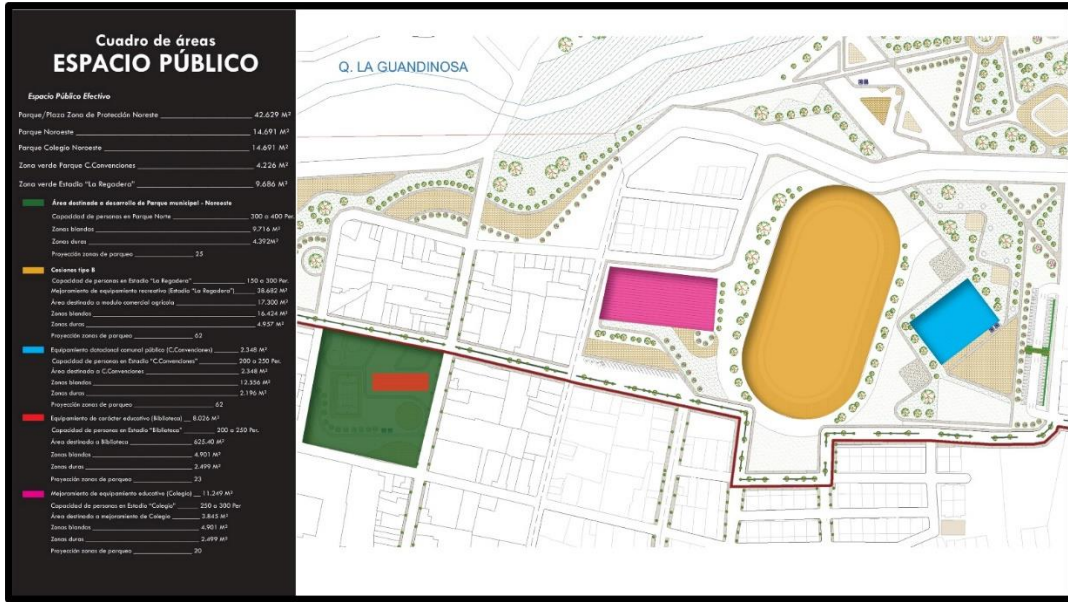 Cuadro de áreas
ESPACIO PÚBLICO
Espacio Público Efectivo
Parque/Plaza Zona de Protección Noreste 42.629 M²
Parque Noroeste 14.691 M²
Parque Colegio Noroeste 14.691 M²
Zona verde Parque C.Convenciones 4.226 M²
Zona verde Estadio "La Regadera" 9.686 M²
Área destinada a desarrollo de Parque municipal - Noroeste
Capacidad de personas en Parque Norte 300 a 400 Per.
Zonas blandas 9.716 M²
Zonas duras 4.392M²
Proyección zonas de parqueo 25
Cesiones tipo B
Capacidad de personas en Estadio "La Regadera" 150 a 300 Per.
Mejoramiento de equipamiento recreativo (Estadio "La Regadera") 38.682 M²
Área destinada a modulo comercial agrícola 17.300 M²
Zonas blandas 16.424 M²
Zonas duras 4.957 M²
Proyección zonas de parqueo 62
Equipamiento dotacional comunal público (C.Convenciones) 2.348 M²
Capacidad de personas en Estadio "C.Convenciones" 200 a 250 Per.
Área destinada a C.Convenciones 2.348 M²
Zonas blandas 12.556 M²
Zonas duras 2.196 M²
Proyección zonas de parqueo 62
Equipamiento de carácter educativo (Biblioteca) 8.026 M²
Capacidad de personas en Estadio "Biblioteca" 200 a 250 Per.
Área destinada a Biblioteca 625.40 M²
Zonas blandas 4.901 M²
Zonas duras 2.499 M²
Proyección zonas de parqueo 23
Mejoramiento de equipamiento educativo (Colegio) 11.249 M²
Capacidad de personas en Estadio "Colegio" 250 a 300 Per
Área destinada a mejoramiento de Colegio 3.845 M²
Zonas blandas 4.901 M²
Zonas duras 2.499 M²
Proyección zonas de parqueo 20
Q. LA GUANDINOSA